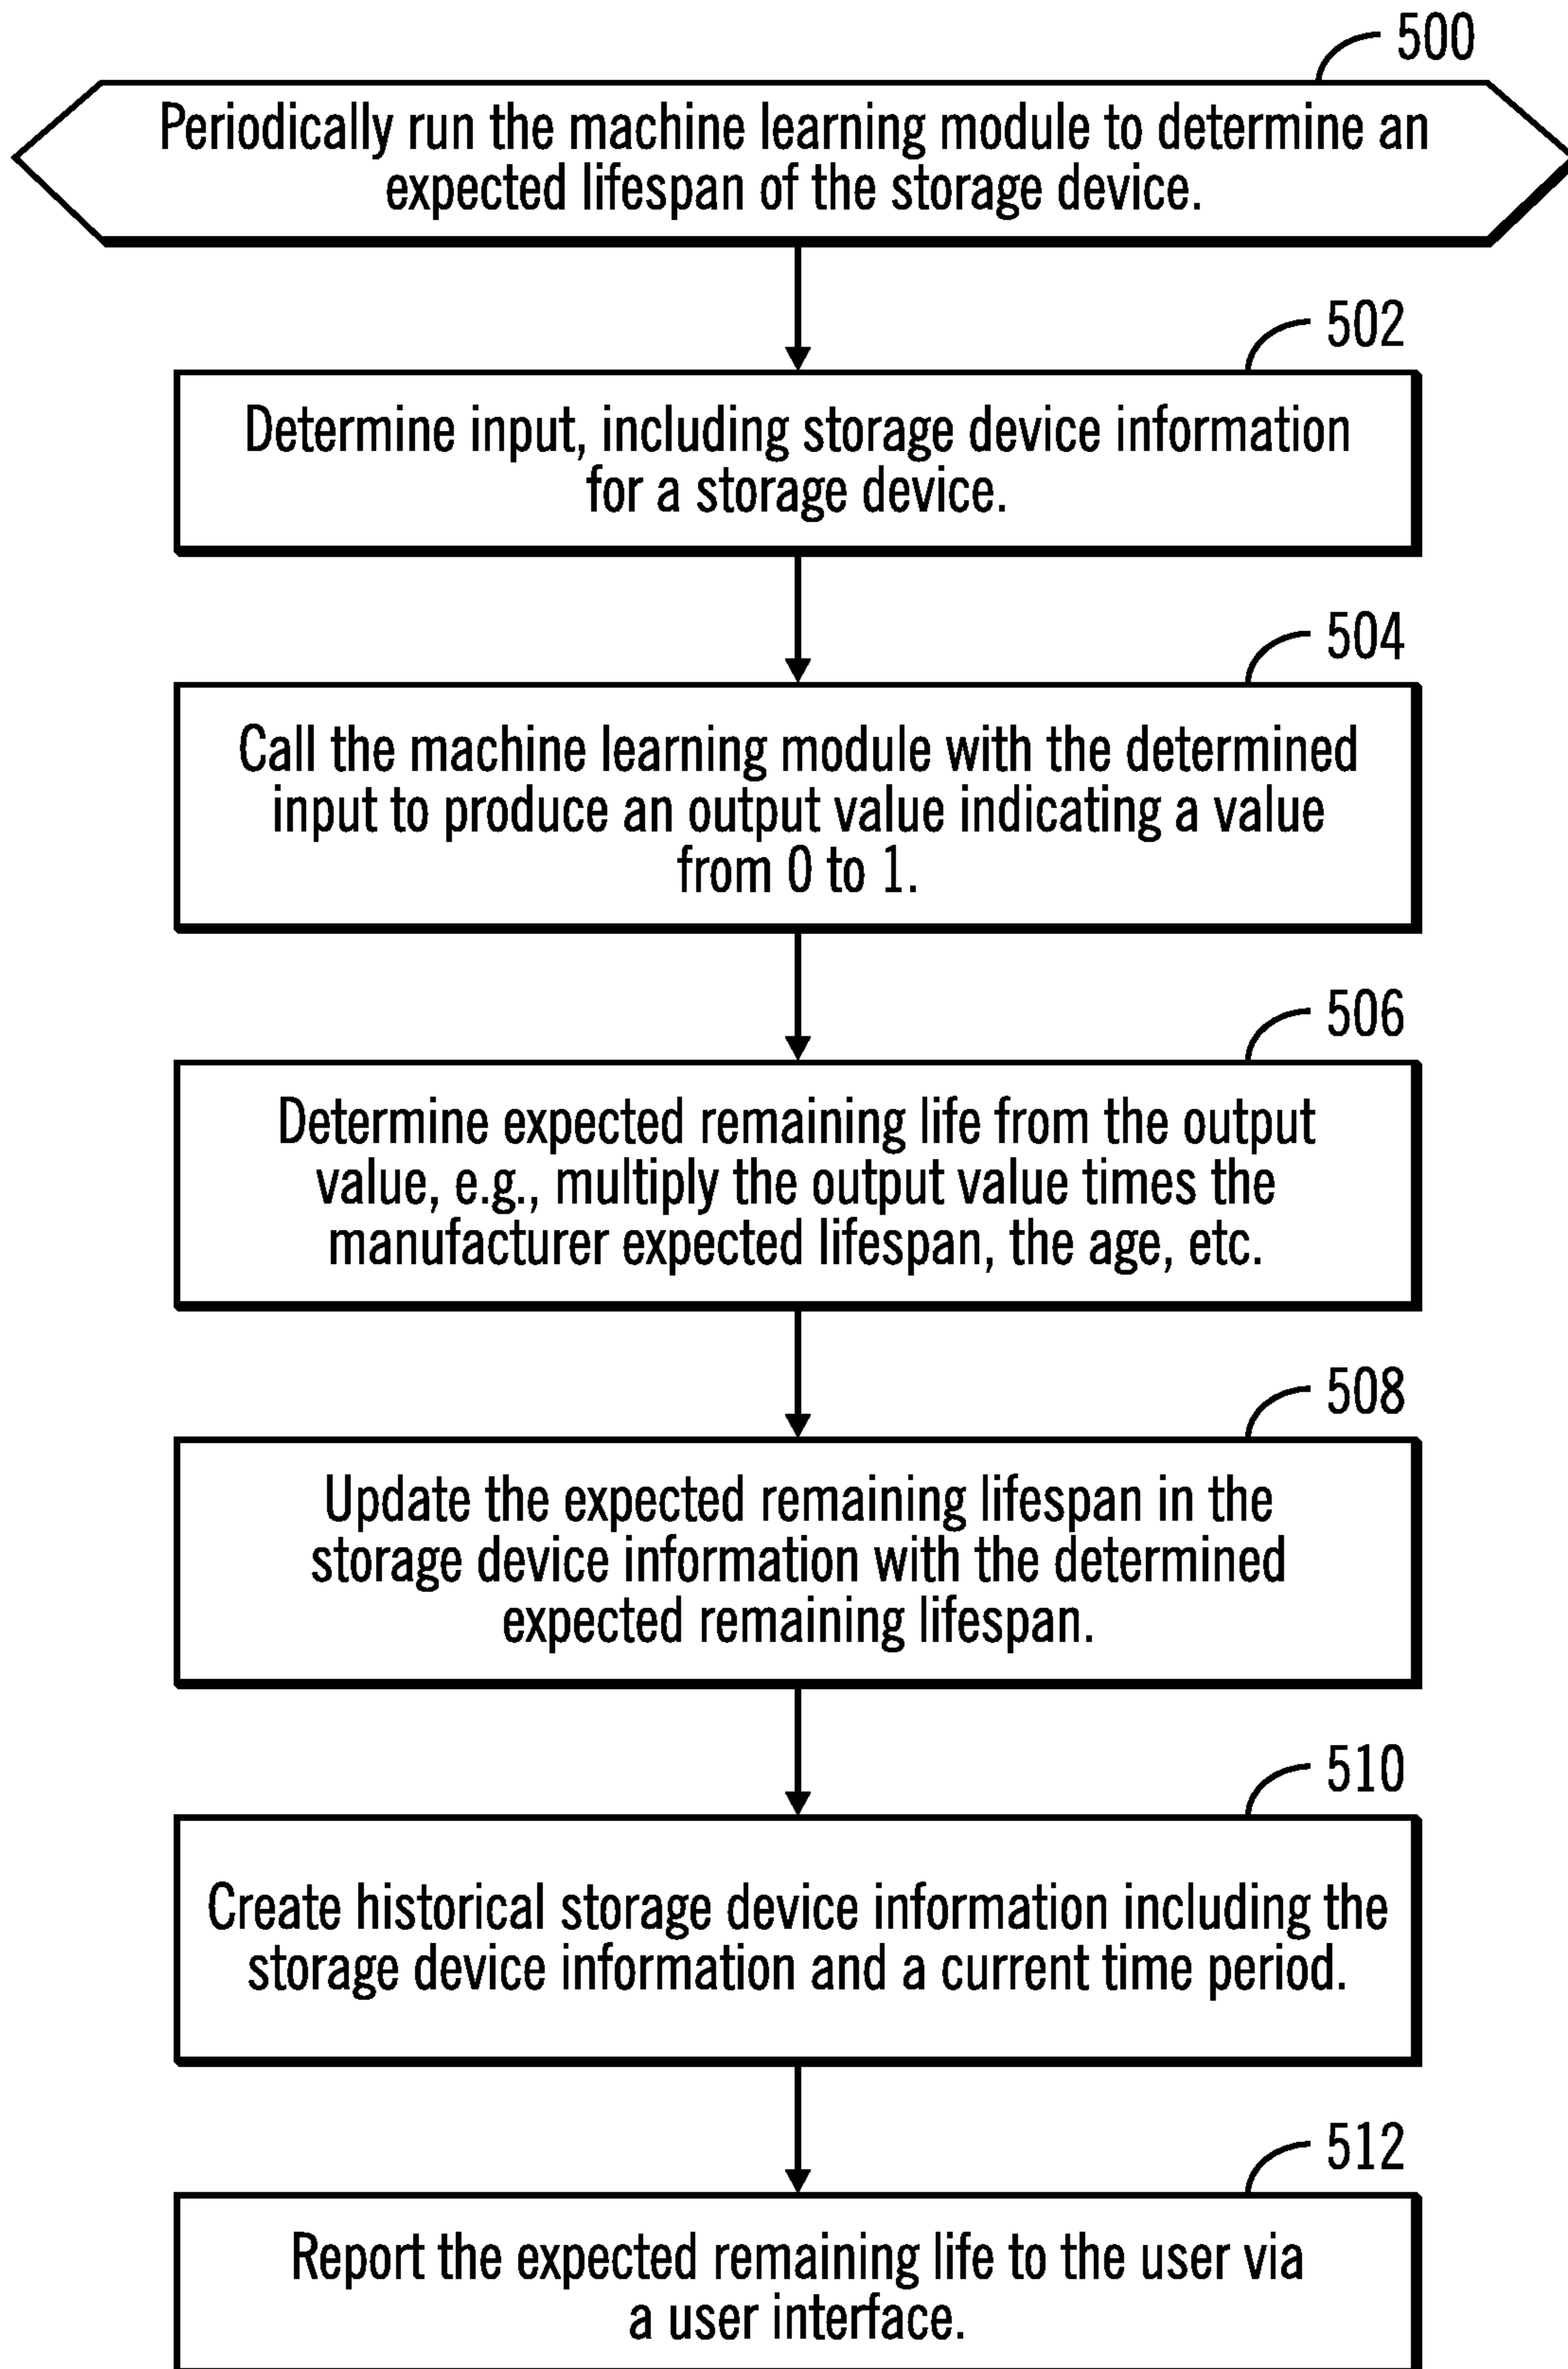 500
Periodically run the machine learning module to determine an
expected lifespan of the storage device.
502
Determine input, including storage device information
for a storage device.
504
Call the machine learning module with the determined
input to produce an output value indicating a value
from 0 to 1.
506
Determine expected remaining life from the output
value, e.g., multiply the output value times the
manufacturer expected lifespan, the age, etc.
508
Update the expected remaining lifespan in the
storage device information with the determined
expected remaining lifespan.
510
Create historical storage device information including the
storage device information and a current time period.
512
Report the expected remaining life to the user via
a user interface.